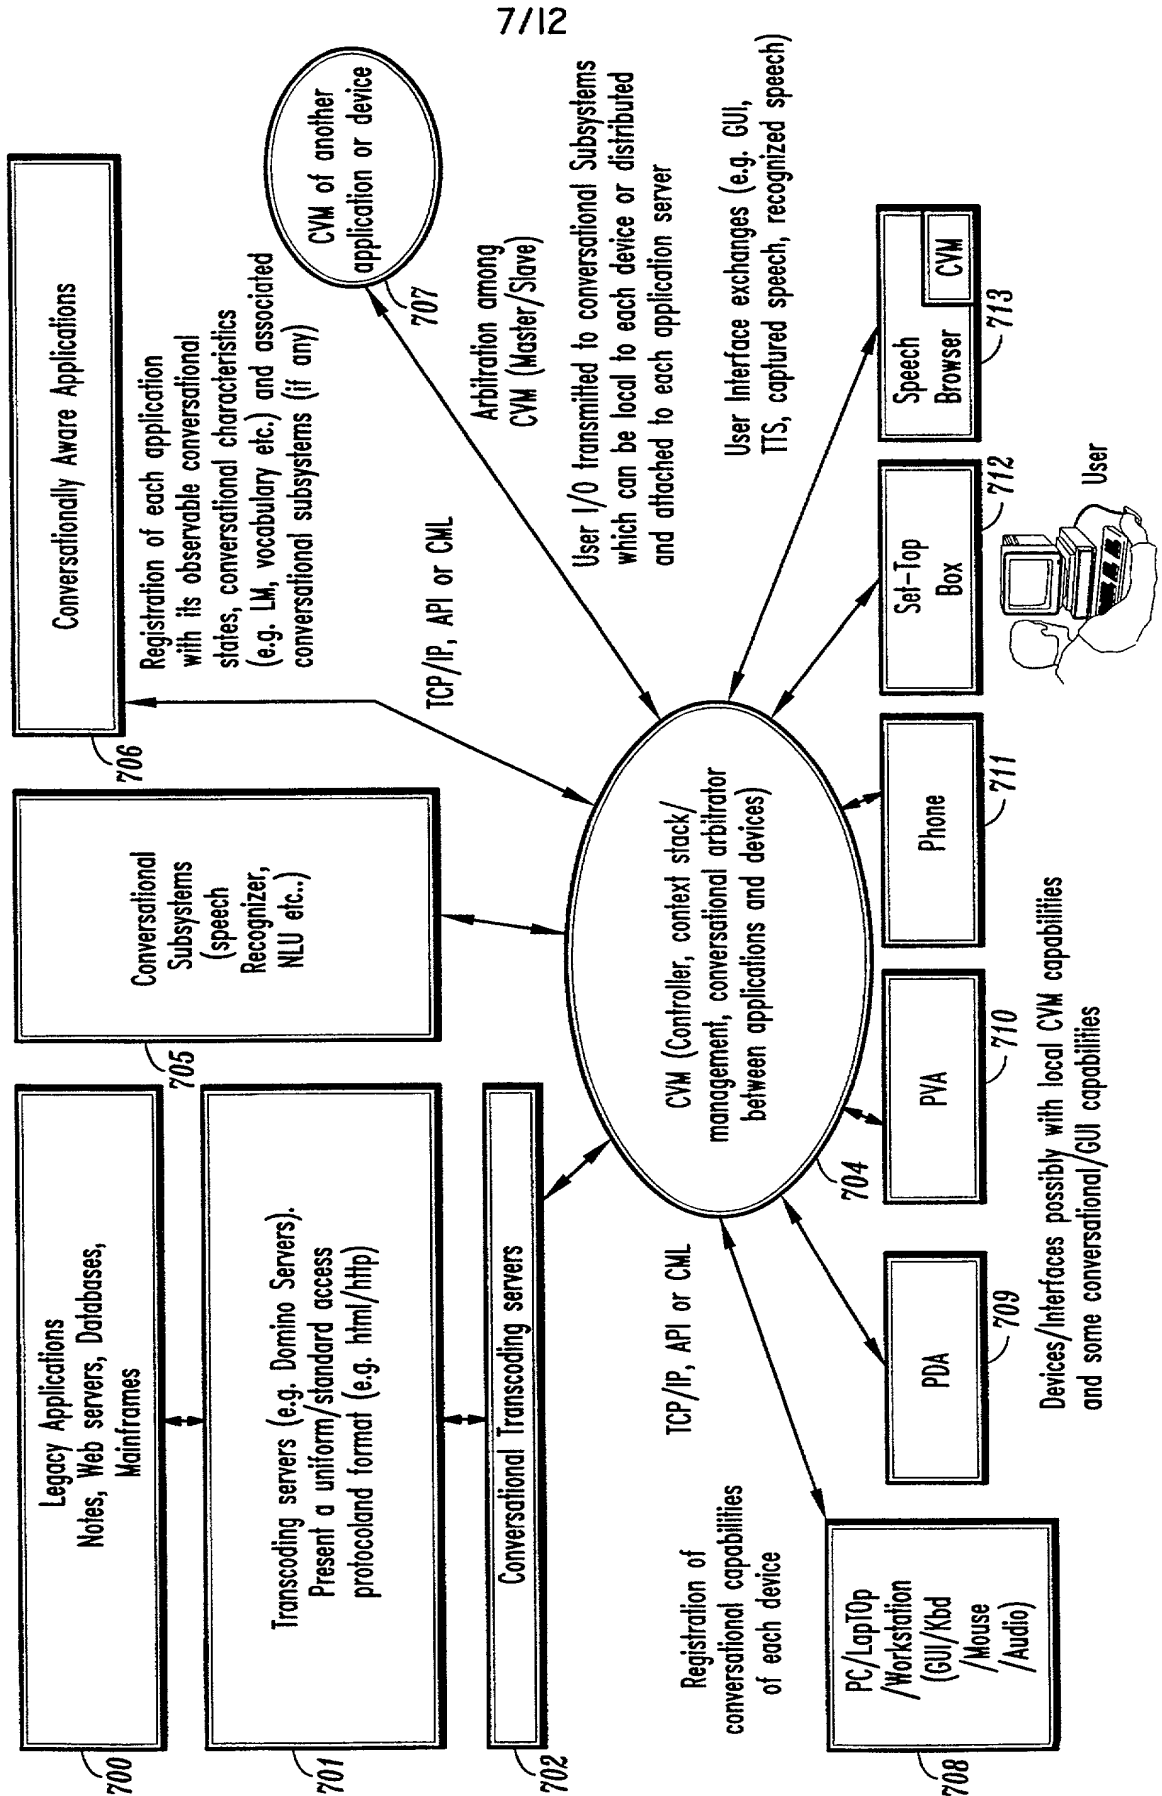 7/12
Legacy Applications
Notes, Web servers, Databases,
Mainframes
700
Transcoding servers (e.g. Domino Servers).
Present a uniform/standard access
protocoland format (e.g. html/http)
701
Conversational Transcoding servers
702
Conversational
Subsystems
(speech
Recognizer,
NLU etc..)
705
Conversationally Aware Applications
706
Registration of each application
with its observable conversational
states, conversational characteristics
(e.g. LM, vocabulary etc.) and associated
conversational subsystems (if any)
TCP/IP, API or CML
CVM of another
application or device
707
Arbitration among
CVM (Master/Slave)
User I/O transmitted to conversational Subsystems
which can be local to each device or distributed
and attached to each application server
User Interface exchanges (e.g. GUI,
TTS, captured speech, recognized speech)
CVM (Controller, context stack/
management, conversational arbitrator
between applications and devices)
704
TCP/IP, API or CML
Registration of
conversational capabilities
of each device
PC/LapTOp
/Workstation
(GUI/Kbd
/Mouse
/Audio)
708
PDA
709
PVA
710
Phone
711
Set-Top
Box
712
Speech
Browser
CVM
713
User
Devices/Interfaces possibly with local CVM capabilities
and some conversational/GUI capabilities